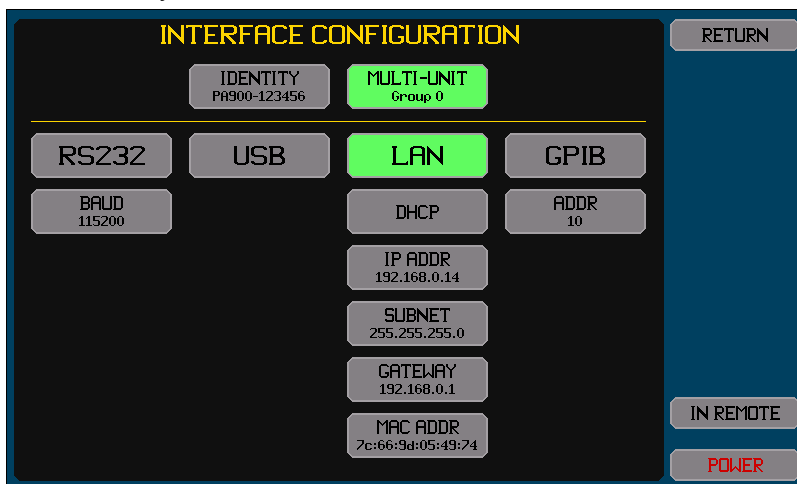 INTERFACE CONFIGURATION
RETURN
IDENTITY
PA900-123456
MULTI-UNIT
Group 0
RS232
USB
LAN
GPIB
BAUD
115200
DHCP
ADDR
10
IP ADDR
192.168.0.14
SUBNET
255.255.255.0
GATEWAY
192.168.0.1
MAC ADDR
7c:66:9d:05:49:74
IN REMOTE
POWER